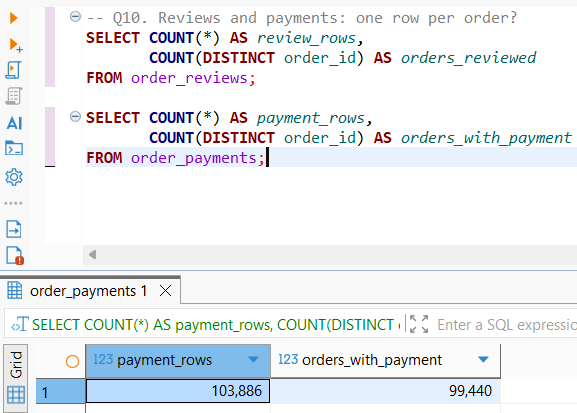 -- Q10. Reviews and payments: one row per order?
SELECT COUNT(*) AS review_rows,
COUNT(DISTINCT order_id) AS orders_reviewed
FROM order_reviews;
SELECT COUNT(*) AS payment_rows,
COUNT(DISTINCT order_id) AS orders_with_payment
FROM order_payments;
AI
order_payments 1
SELECT COUNT(*) AS payment_rows, COUNT(DISTINCT
Enter a SQL expressio
Grid
123 payment_rows 123 orders_with_payment
1 103,886 99,440